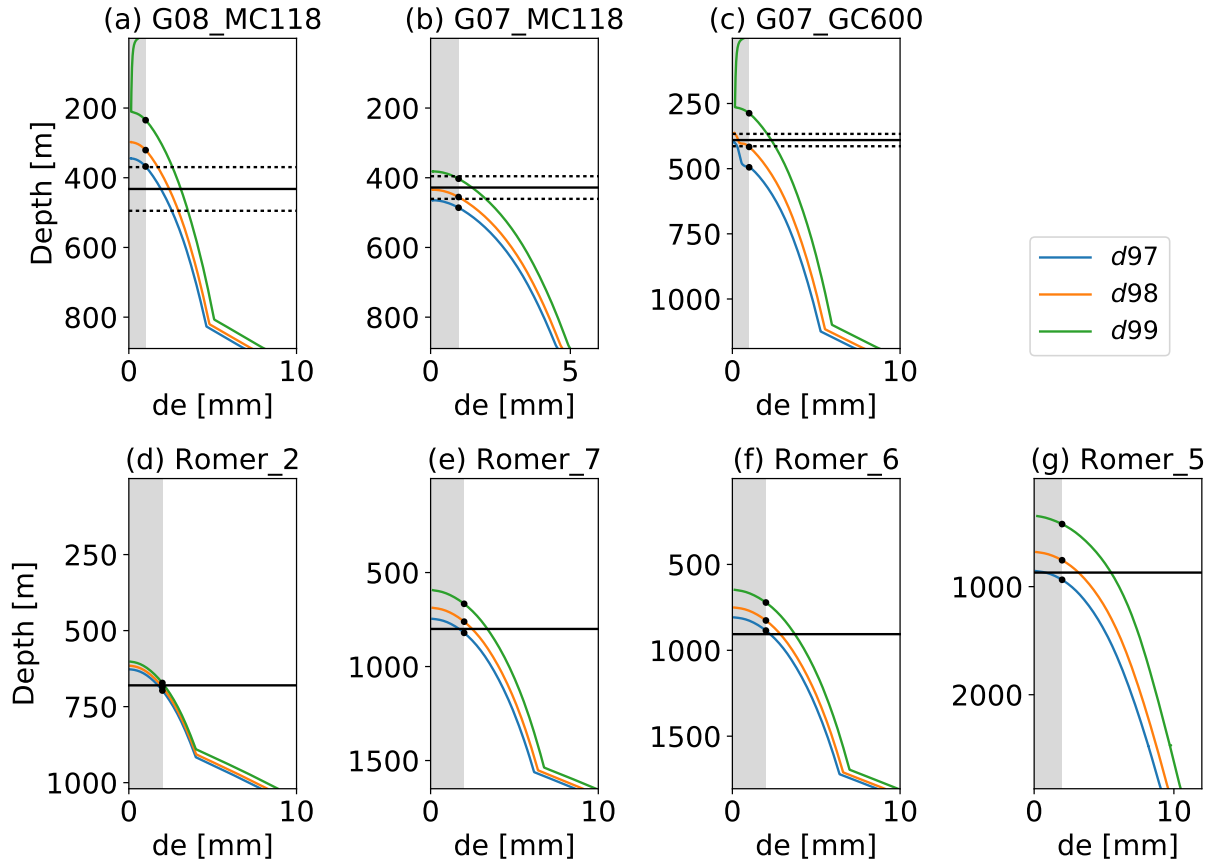 (a) G08_MC118
(b) G07_MC118
(c) G07_GC600
Depth [m]
200
400
600
800
0
10
de [mm]
200
400
600
800
0
5
de [mm]
250
500
750
1000
0
10
de [mm]
d97
d98
d99
(d) Romer_2
(e) Romer_7
(f) Romer_6
(g) Romer_5
Depth [m]
250
500
750
1000
0
10
de [mm]
500
1000
1500
0
10
de [mm]
500
1000
1500
0
10
de [mm]
1000
2000
0
10
de [mm]